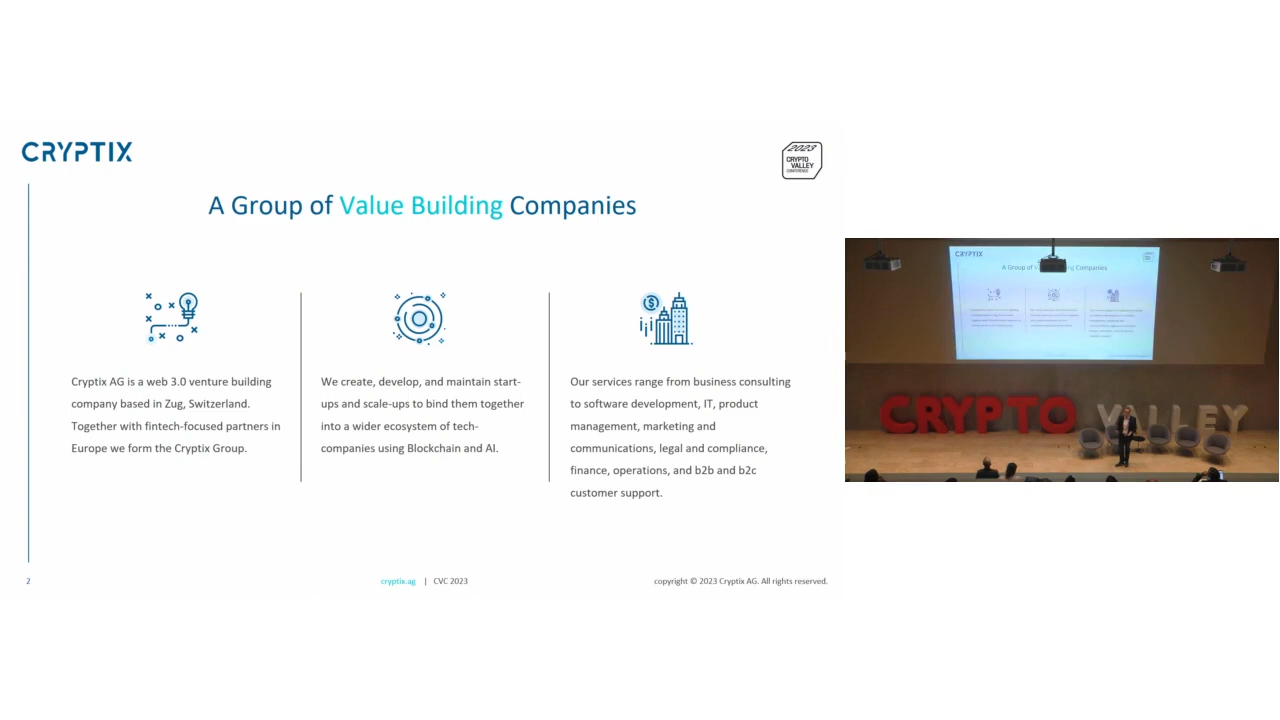 CRYPTIX
2023
CRYPTO
VALLEY
CONFERENCE
A Group of Value Building Companies
Cryptix AG is a web 3.0 venture building
company based in Zug, Switzerland.
Together with fintech-focused partners in
Europe we form the Cryptix Group.
We create, develop, and maintain start-
ups and scale-ups to bind them together
into a wider ecosystem of tech-
companies using Blockchain and AI.
Our services range from business consulting
to software development, IT, product
management, marketing and
communications, legal and compliance,
finance, operations, and b2b and b2c
customer support.
2
cryptix.ag | CVC 2023
copyright © 2023 Cryptix AG. All rights reserved.
CRYPTIX
A Group of V ng Companies
CRYPTO VALLEY